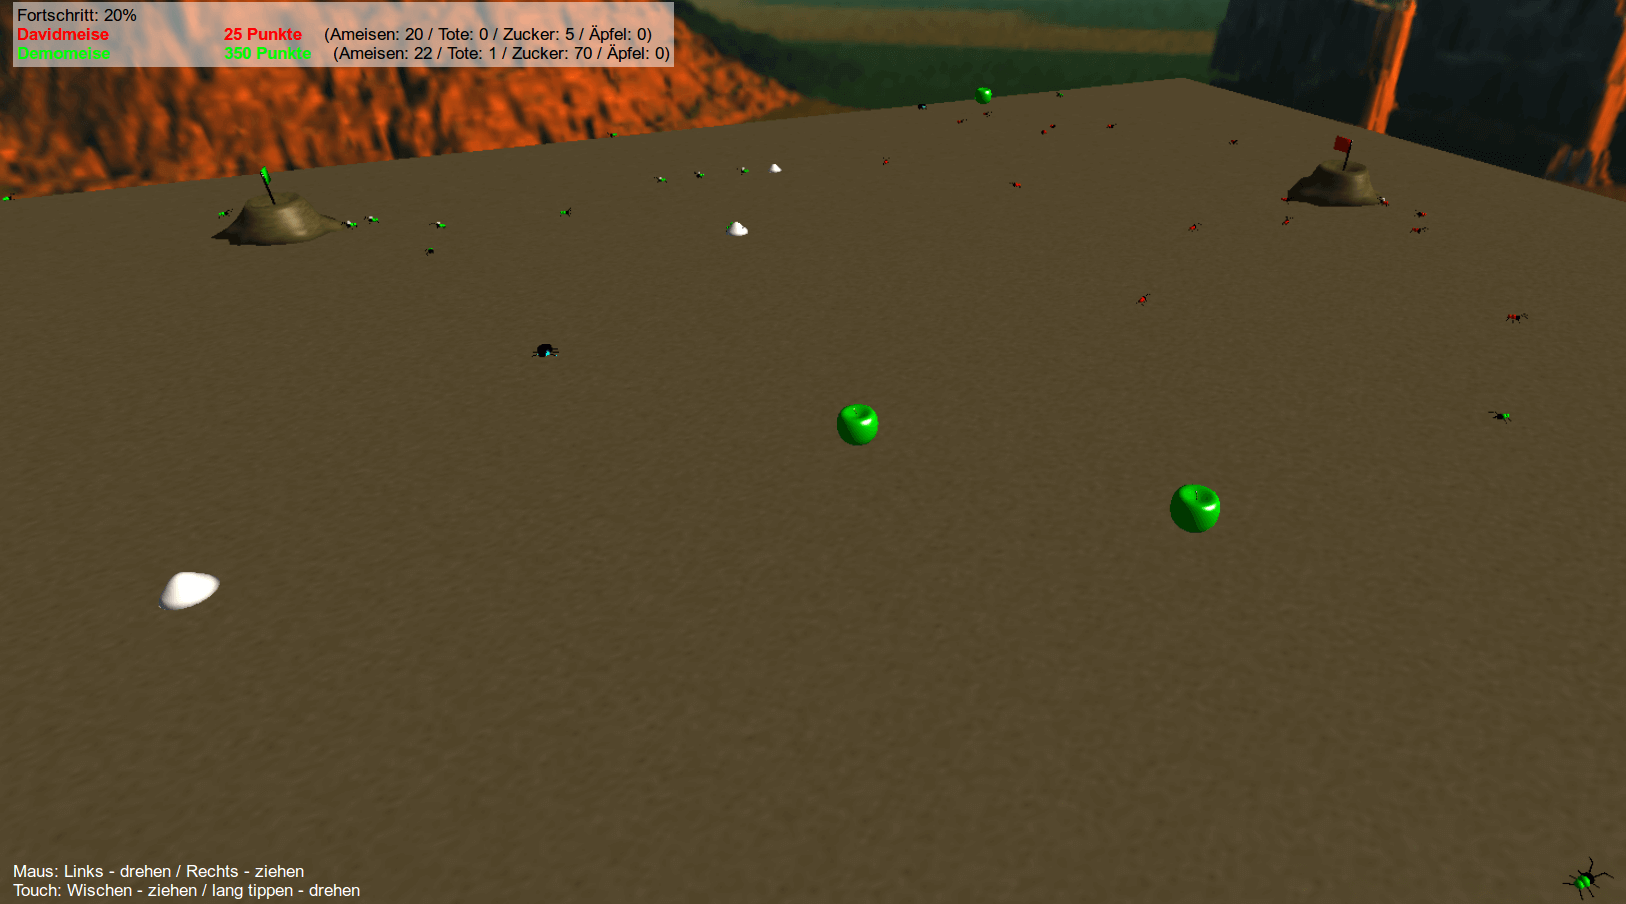 Fortschritt: 20%
Davidmeise 25 Punkte (Ameisen: 20 / Tote: 0 / Zucker: 5 / Äpfel: 0)
Demomeise 350 Punkte (Ameisen: 22 / Tote: 1 / Zucker: 70 / Äpfel: 0)
Maus: Links - drehen / Rechts - ziehen
Touch: Wischen - ziehen / lang tippen - drehen